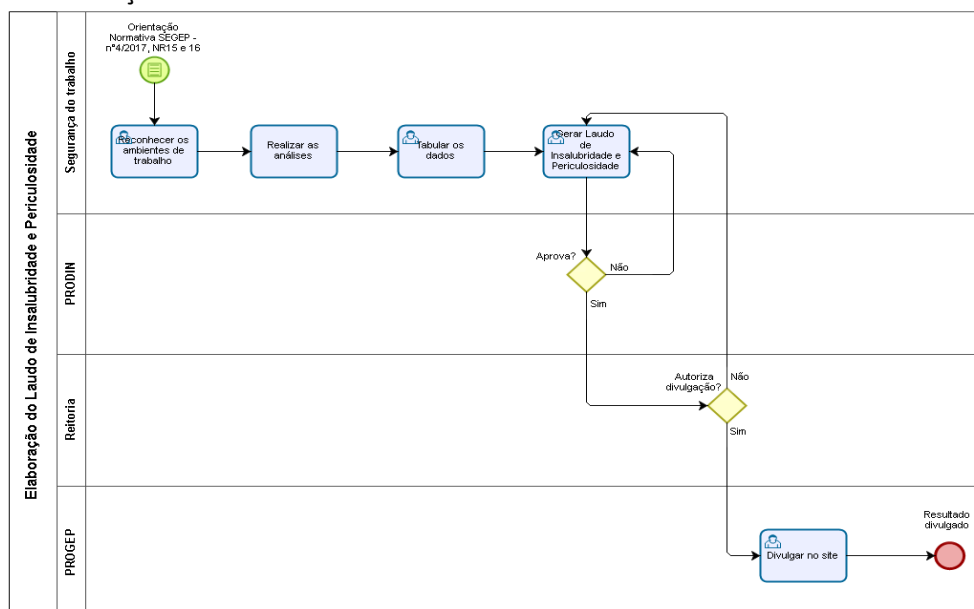 Elaboração do Laudo de Insalubridade e Periculosidade
Segurança do trabalho
Orientação
Normativa SEGEP -
n°4/2017, NR15 e 16
Reconhecer os
ambientes de
trabalho
Realizar as
análises
Tabular os
dados
Gerar Laudo
de
Insalubridade e
Periculosidade
PRODIN
Aprova?
Não
Sim
Reitoria
Autoriza
divulgação?
Não
Sim
PROGEP
Divulgar no site
Resultado
divulgado